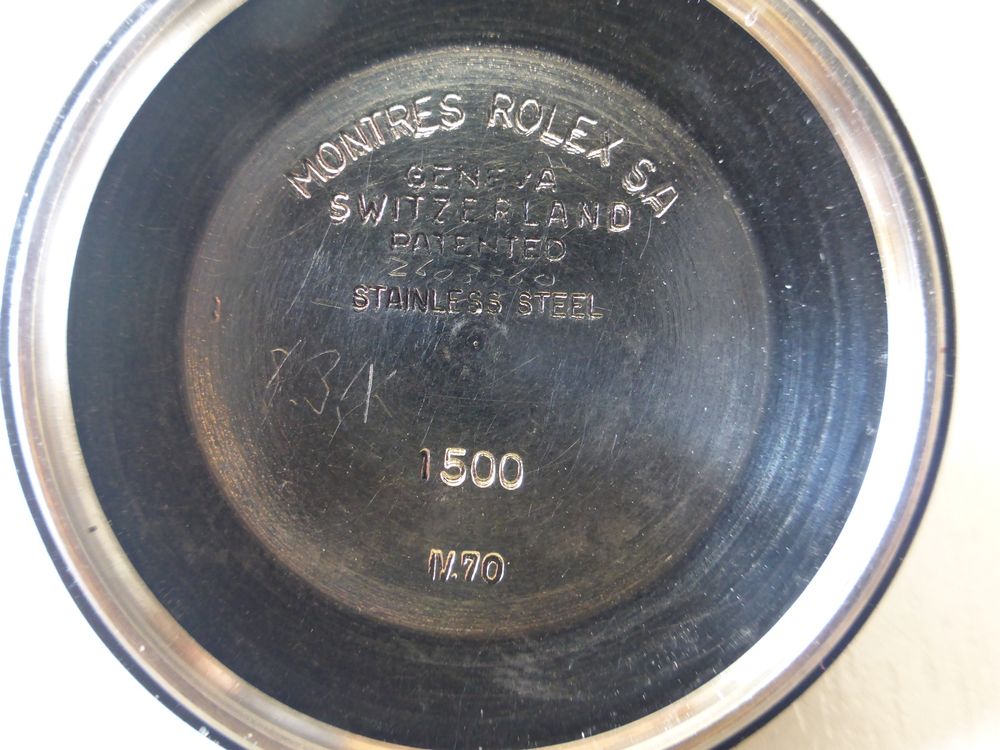 MONTRES ROLEX SA
GENEVA
SWITZERLAND
PATENTED
STAINLESS STEEL
1500
IV.70